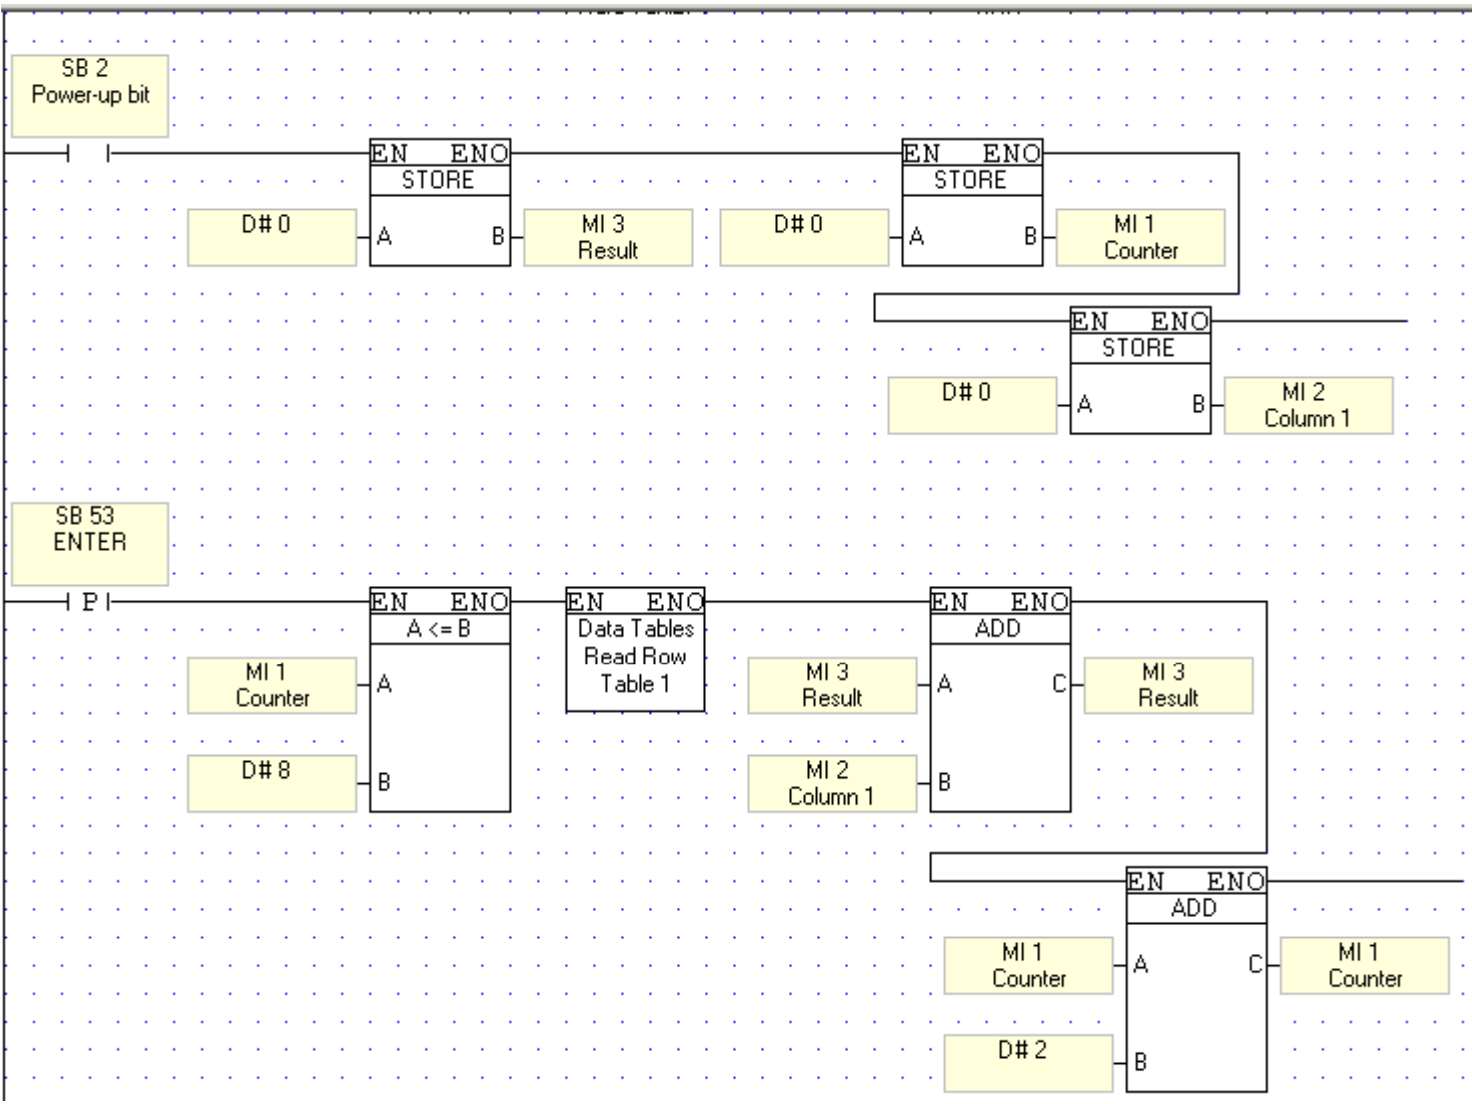 SB 2
Power-up bit
EN ENO
STORE
D# 0
A
B
MI 3
Result
EN ENO
STORE
D# 0
A
B
MI 1
Counter
EN ENO
STORE
D# 0
A
B
MI 2
Column 1
SB 53
ENTER
P
EN ENO
A <= B
MI 1
Counter
A
D# 8
B
EN ENO
Data Tables
Read Row
Table 1
EN ENO
ADD
MI 3
Result
A
C
MI 3
Result
MI 2
Column 1
B
EN ENO
ADD
MI 1
Counter
A
C
MI 1
Counter
D# 2
B